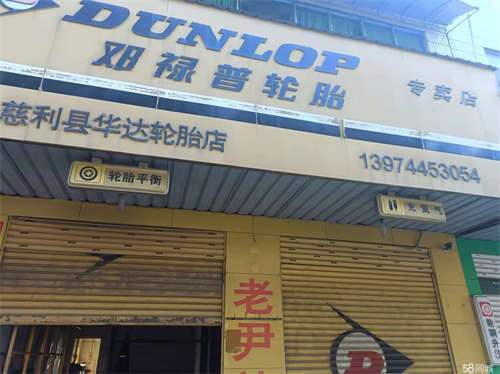 DUNLOP
邓禄普轮胎
专卖店
慈利县华达轮胎店
13974453054
轮胎平衡
充氮气
老尹
D
58同城